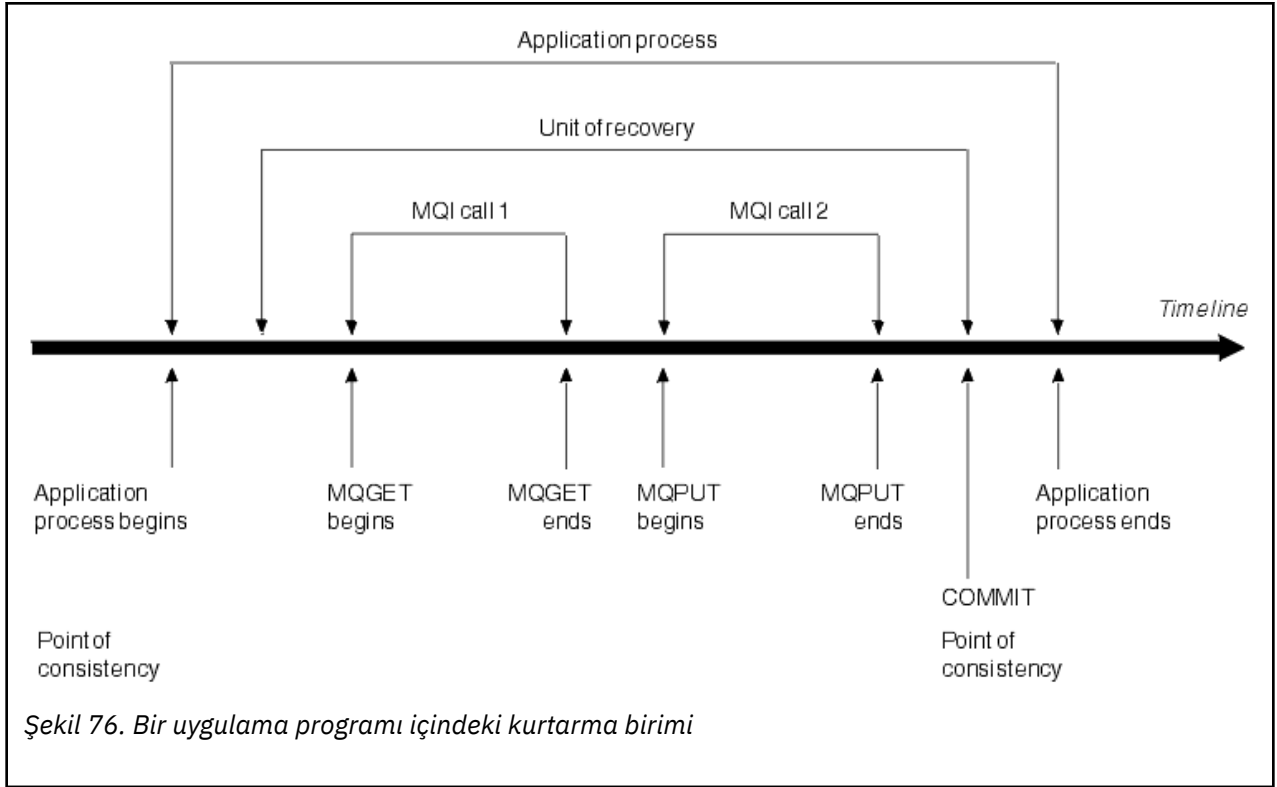 Application process
Unit of recovery
MQI call 1
MQI call 2
Timeline
Application
process begins
MQGET
begins
MQGET
ends
MQPUT
begins
MQPUT
ends
Application
process ends
COMMIT
Point of
consistency
Point of
consistency
Şekil 76. Bir uygulama programı içindeki kurtarma birimi